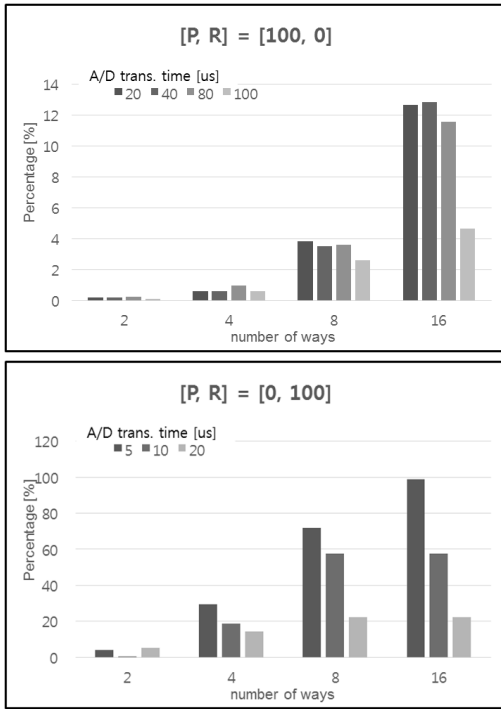 [P, R] = [100, 0]
A/D trans. time [us]
20 40 80 100
Percentage [%]
14
12
10
8
6
4
2
0
2 4 8 16
number of ways
[P, R] = [0, 100]
A/D trans. time [us]
5 10 20
Percentage [%]
120
100
80
60
40
20
0
2 4 8 16
number of ways